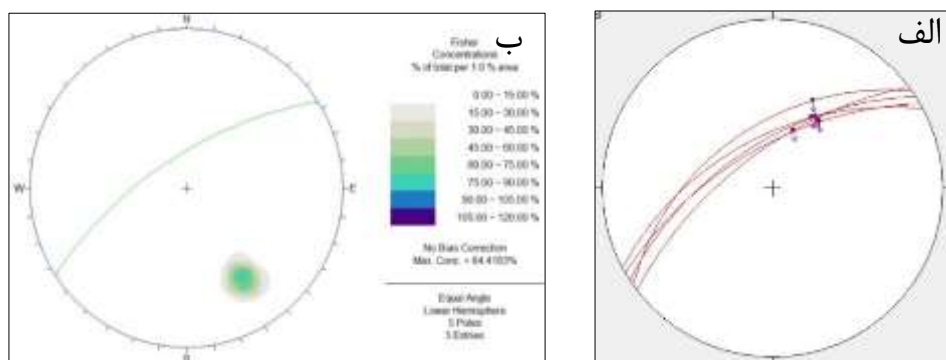 الف
ب
N
W
E
Fisher
Concentrations
% of total per 1.0 % area
0.00 ~ 15.00 %
15.00 ~ 30.00 %
30.00 ~ 45.00 %
45.00 ~ 60.00 %
60.00 ~ 75.00 %
75.00 ~ 90.00 %
90.00 ~ 105.00 %
105.00 ~ 120.00 %
No Bias Correction
Max. Conc. = 84.4183%
Equal Angle
Lower Hemisphere
5 Poles
5 Entries